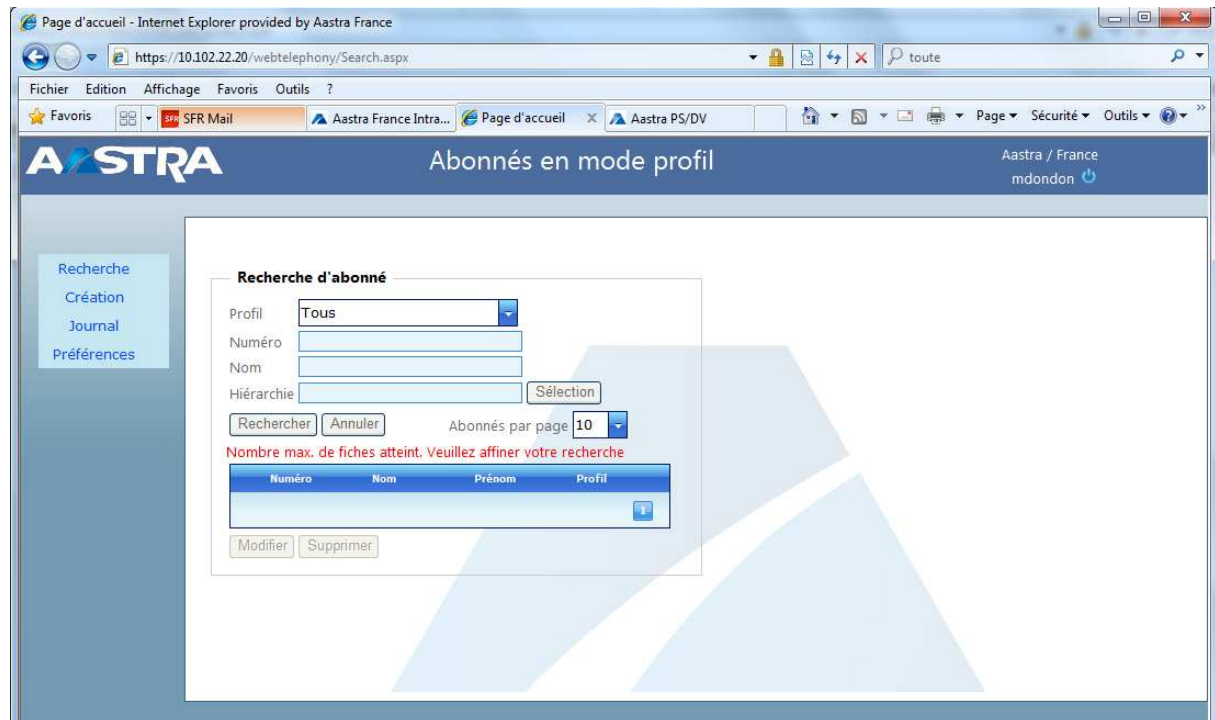 Page d'accueil - Internet Explorer provided by Aastra France
https://10.102.22.20/webtelephony/Search.aspx
toute
Fichier Edition Affichage Favoris Outils ?
Favoris SFR SFR Mail Aastra France Intra... Page d'accueil X Aastra PS/DV Page Sécurité Outils
AASTRA Abonnés en mode profil Aastra / France
mdondon
Recherche
Création
Journal
Préférences
Recherche d'abonné
Profil Tous
Numéro
Nom
Hiérarchie Sélection
Rechercher Annuler Abonnés par page 10
Nombre max. de fiches atteint. Veuillez affiner votre recherche
Numéro Nom Prénom Profil
1
Modifier Supprimer